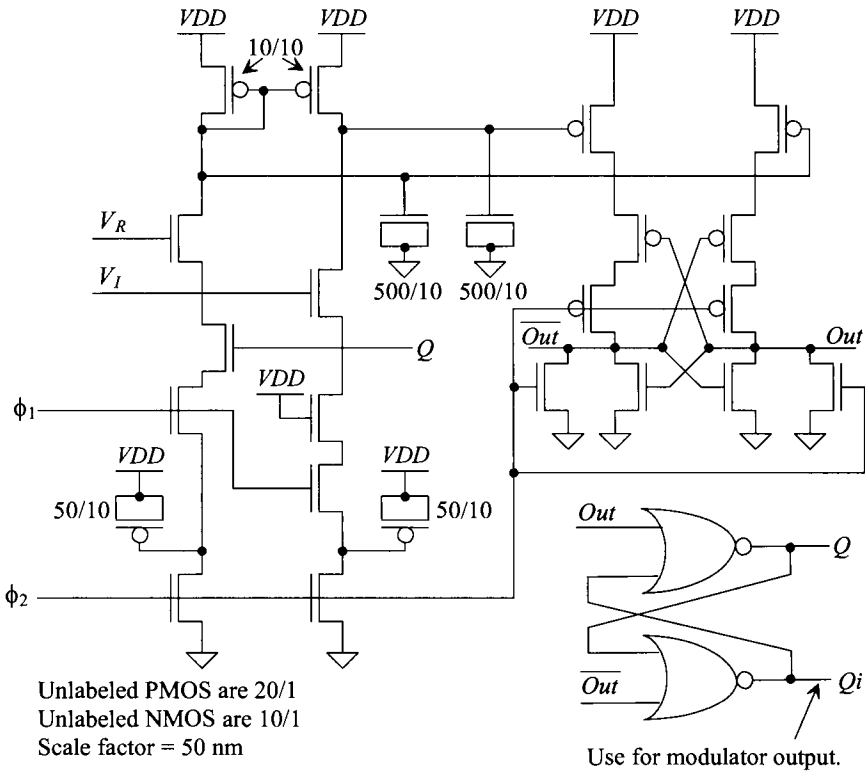 VDD VDD VDD VDD
10/10
V_R
V_I
500/10 500/10
Q
\overline{Out} Out
VDD
ϕ₁
VDD VDD
50/10 50/10
Out Q
ϕ₂
Unlabeled PMOS are 20/1
Unlabeled NMOS are 10/1
Scale factor = 50 nm
\overline{Out} Qi
Use for modulator output.